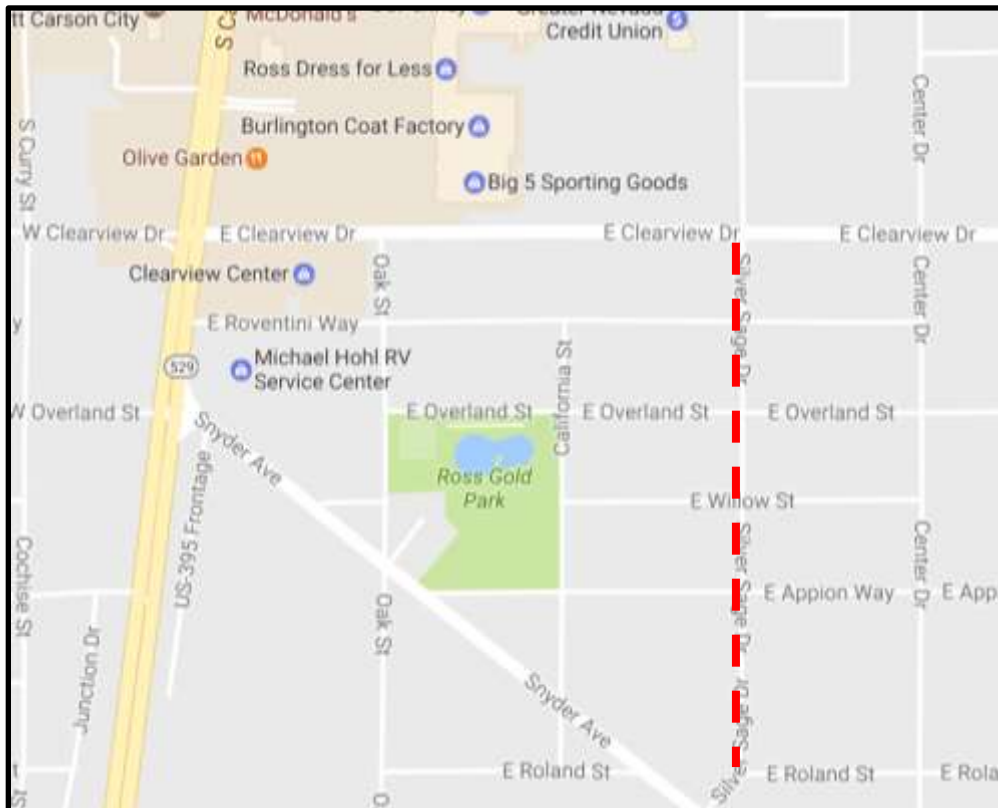 tt Carson City
McDonald's
Greater Nevada
Credit Union
S Ca
Ross Dress for Less
Burlington Coat Factory
Center Dr
S Curry St
Olive Garden
Big 5 Sporting Goods
W Clearview Dr
E Clearview Dr
E Clearview Dr
E Clearview Dr
Clearview Center
Oak St
Silver Sage Dr
Center Dr
y
E Roventini Way
529
Michael Hohl RV
Service Center
California St
W Overland St
E Overland St
E Overland St
E Overland St
Snyder Ave
Ross Gold
Park
US-395 Frontage
E Willow St
Cochise St
Silver Sage Dr
Center Dr
E Appion Way
E App
Oak St
Junction Dr
Snyder Ave
Silver Sage Dr
E Roland St
E Roland St
E Rola
t
O
St